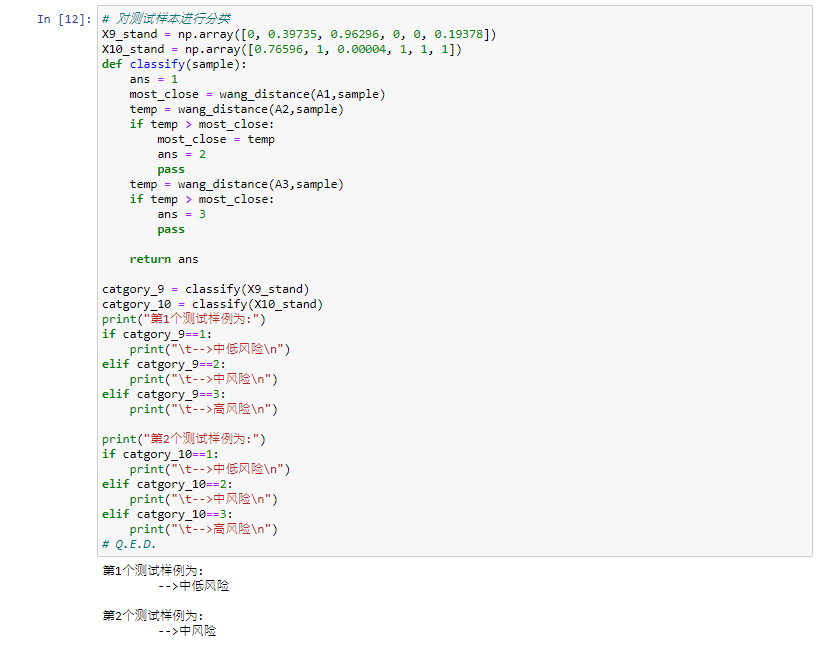 In [12]: # 对测试样本进行分类
X9_stand = np.array([0, 0.39735, 0.96296, 0, 0, 0.19378])
X10_stand = np.array([0.76596, 1, 0.00004, 1, 1, 1])
def classify(sample):
    ans = 1
    most_close = wang_distance(A1,sample)
    temp = wang_distance(A2,sample)
    if temp > most_close:
        most_close = temp
        ans = 2
        pass
    temp = wang_distance(A3,sample)
    if temp > most_close:
        ans = 3
        pass

    return ans

catgory_9 = classify(X9_stand)
catgory_10 = classify(X10_stand)
print("第1个测试样例为:")
if catgory_9==1:
    print("\t-->中低风险\n")
elif catgory_9==2:
    print("\t-->中风险\n")
elif catgory_9==3:
    print("\t-->高风险\n")

print("第2个测试样例为:")
if catgory_10==1:
    print("\t-->中低风险\n")
elif catgory_10==2:
    print("\t-->中风险\n")
elif catgory_10==3:
    print("\t-->高风险\n")
# Q.E.D.
第1个测试样例为:
        -->中低风险

第2个测试样例为:
        -->中风险